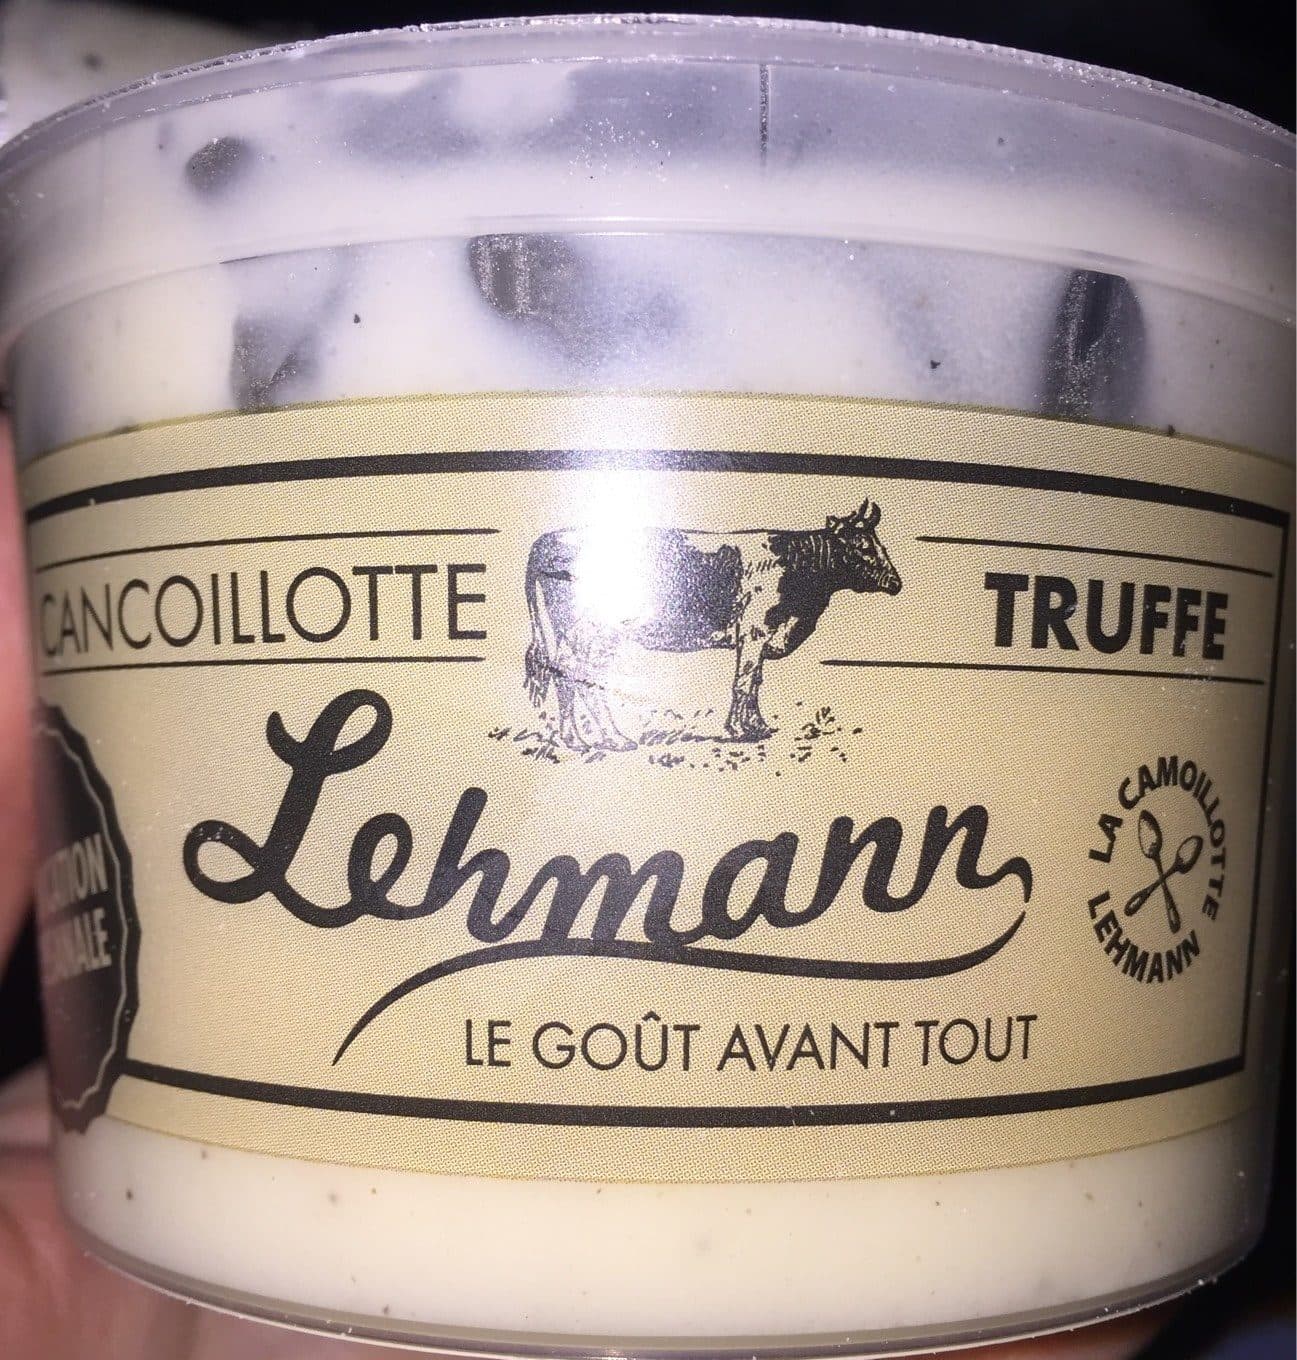 CANCOILLOTTE
TRUFFE
Lehmann
LE GOÛT AVANT TOUT
LA CAMOILLOTTE
LEHMANN